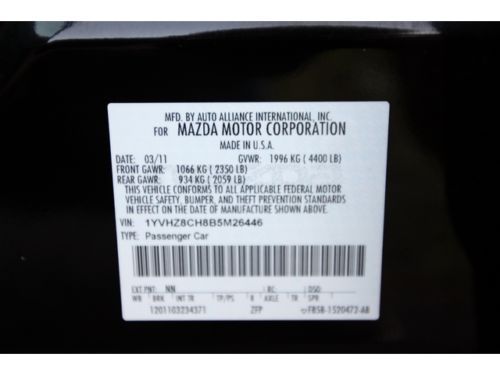 MFD. BY AUTO ALLIANCE INTERNATIONAL, INC.
FOR MAZDA MOTOR CORPORATION
MADE IN U.S.A.
DATE: 03/11 GVWR: 1996 KG (4400 LB)
FRONT GAWR: 1066 KG (2350 LB)
REAR GAWR: 934 KG (2059 LB)
THIS VEHICLE CONFORMS TO ALL APPLICABLE FEDERAL MOTOR
VEHICLE SAFETY, BUMPER, AND THEFT PREVENTION STANDARDS
IN EFFECT ON THE DATE OF MANUFACTURE SHOWN ABOVE.
VIN: 1YVHZ8CH8B5M26446
TYPE: Passenger Car
EXT PNT: NN RC: DSO:
WB BRK INT TR TP/PS R AXLE TR SPR
1201103234371 ZFP FB5B-1520472-AB